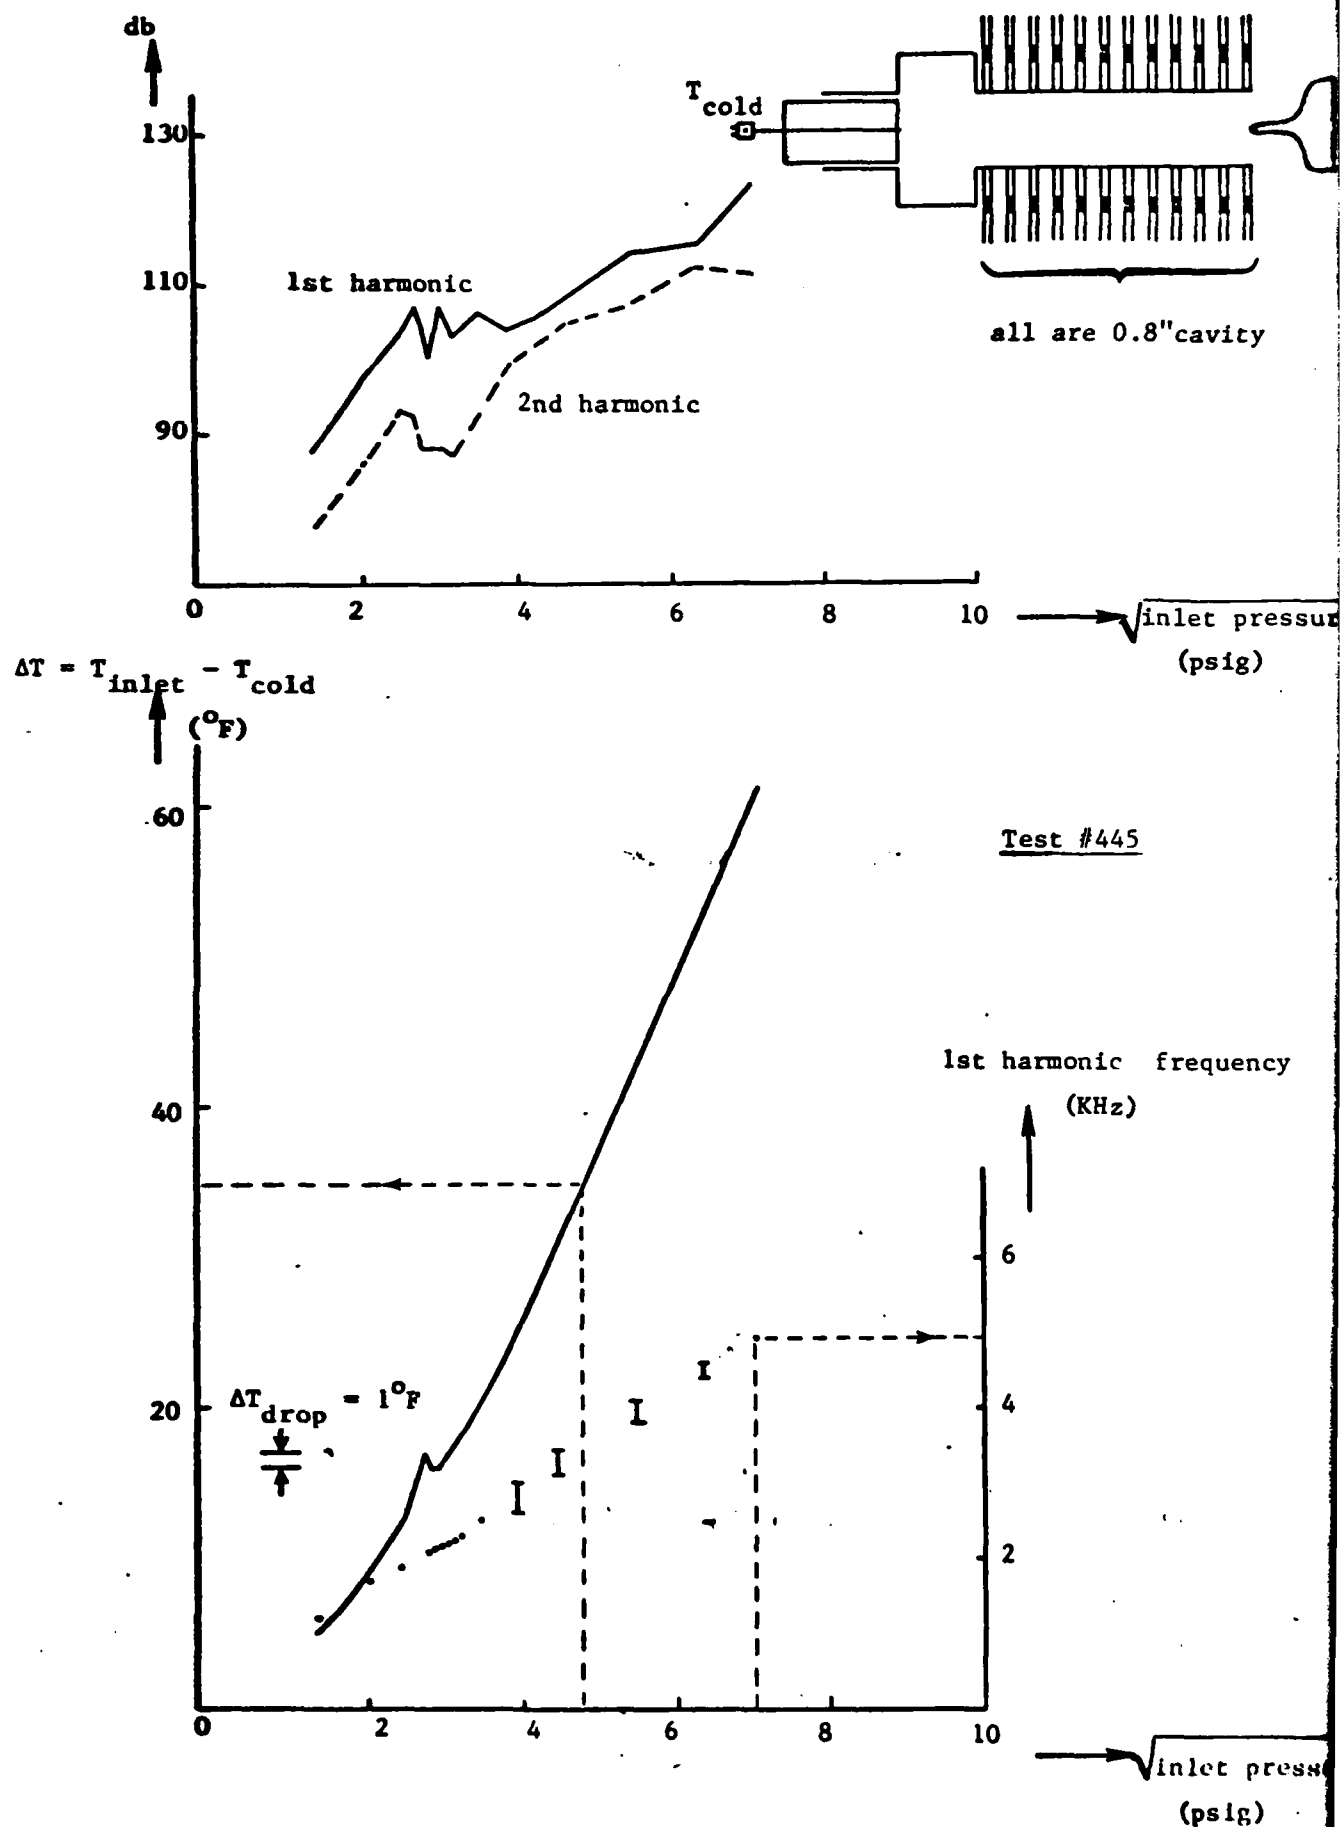 db
T cold
130
110
90
1st harmonic
2nd harmonic
all are 0.8"cavity
0 2 4 6 8 10
√inlet pressur
(psig)
ΔT = T inlet - T cold
(°F)
60
40
20
Test #445
1st harmonic frequency
(KHz)
6
4
2
ΔT drop = 1°F
0 2 4 6 8 10
√inlet press
(psig)